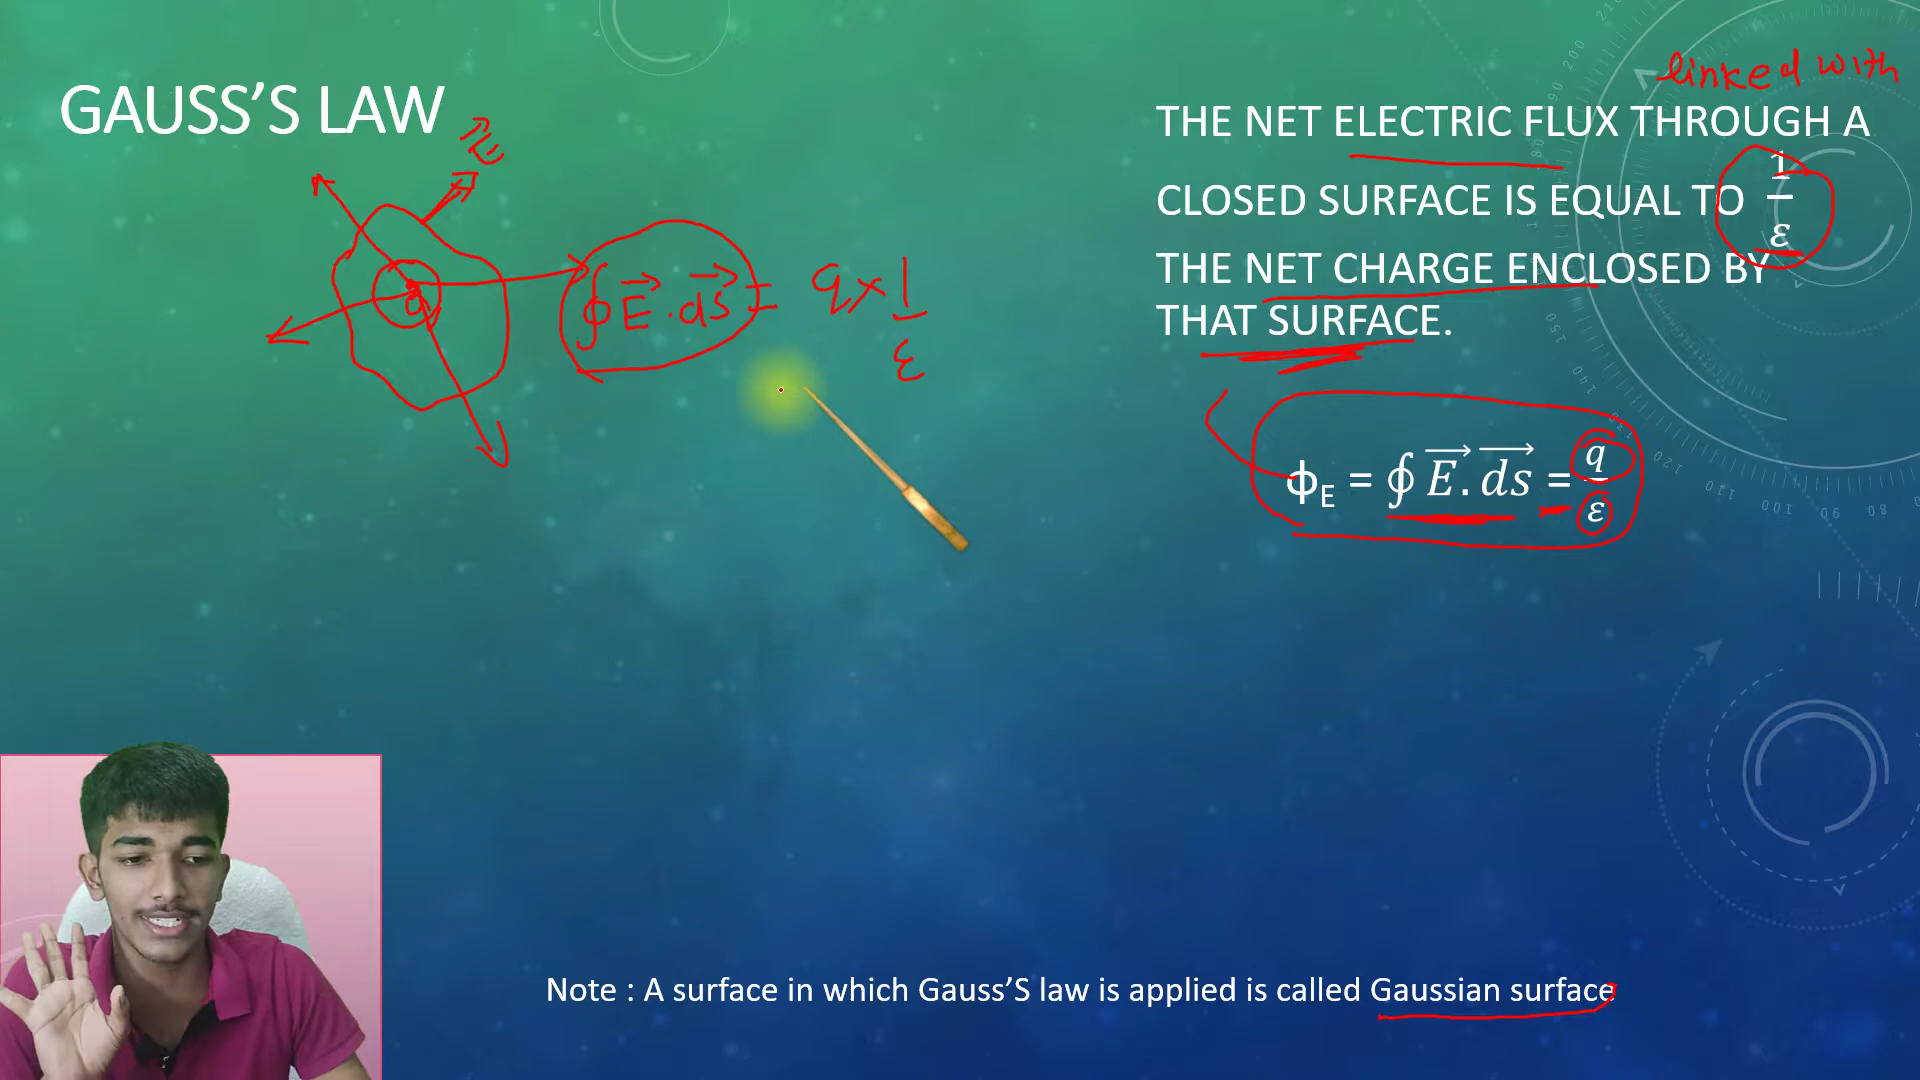 GAUSS’S LAW
E
q
∮ E . ds = q × 1/ε
linked with
THE NET ELECTRIC FLUX THROUGH A
CLOSED SURFACE IS EQUAL TO 1/ε
THE NET CHARGE ENCLOSED BY
THAT SURFACE.
ϕE = ∮ E . ds = q/ε
Note : A surface in which Gauss’S law is applied is called Gaussian surface